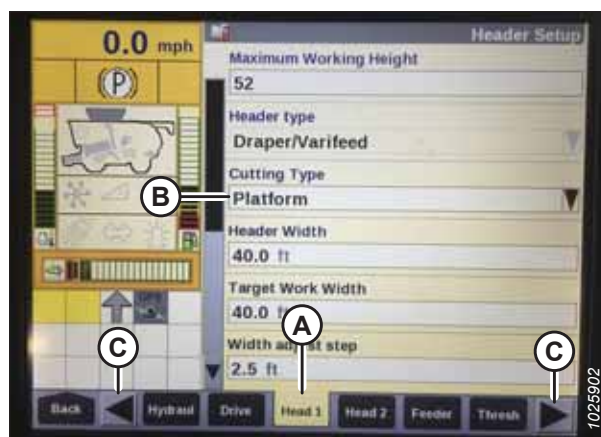 0.0 mph
Header Setup
Maximum Working Height
52
(P)
Header type
Draper/Varifeed
Cutting Type
B
Platform
Header Width
40.0 ft
Target Work Width
40.0 ft
A
Width adjust step
C
C
2.5 ft
Back
Hydraul
Drive
Head 1
Head 2
Feeder
Thresh
1025902